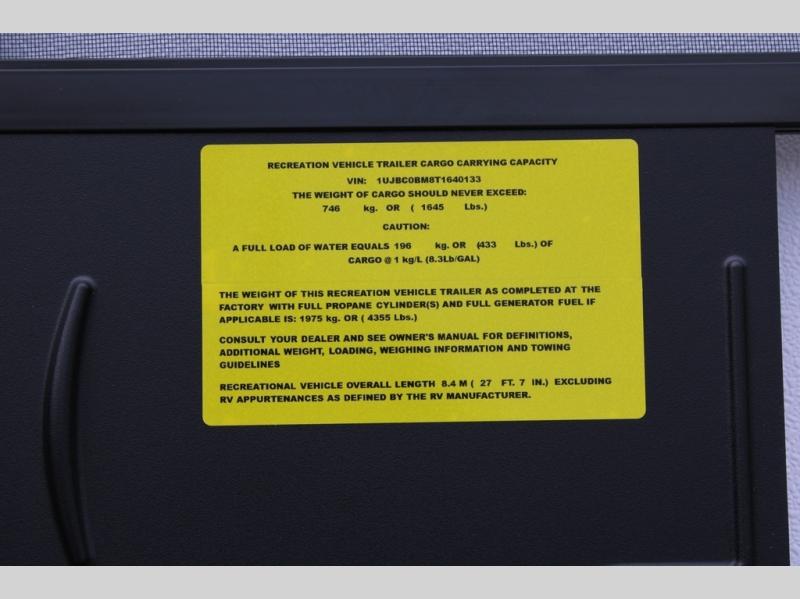 RECREATION VEHICLE TRAILER CARGO CARRYING CAPACITY
VIN: 1UJBC0BM8T1640133
THE WEIGHT OF CARGO SHOULD NEVER EXCEED:
746 kg. OR ( 1645 Lbs.)
CAUTION:
A FULL LOAD OF WATER EQUALS 196 kg. OR (433 Lbs.) OF
CARGO @ 1 kg/L (8.3Lb/GAL)
THE WEIGHT OF THIS RECREATION VEHICLE TRAILER AS COMPLETED AT THE
FACTORY WITH FULL PROPANE CYLINDER(S) AND FULL GENERATOR FUEL IF
APPLICABLE IS: 1975 kg. OR ( 4355 Lbs.)
CONSULT YOUR DEALER AND SEE OWNER'S MANUAL FOR DEFINITIONS,
ADDITIONAL WEIGHT, LOADING, WEIGHING INFORMATION AND TOWING
GUIDELINES
RECREATIONAL VEHICLE OVERALL LENGTH 8.4 M ( 27 FT. 7 IN.) EXCLUDING
RV APPURTENANCES AS DEFINED BY THE RV MANUFACTURER.